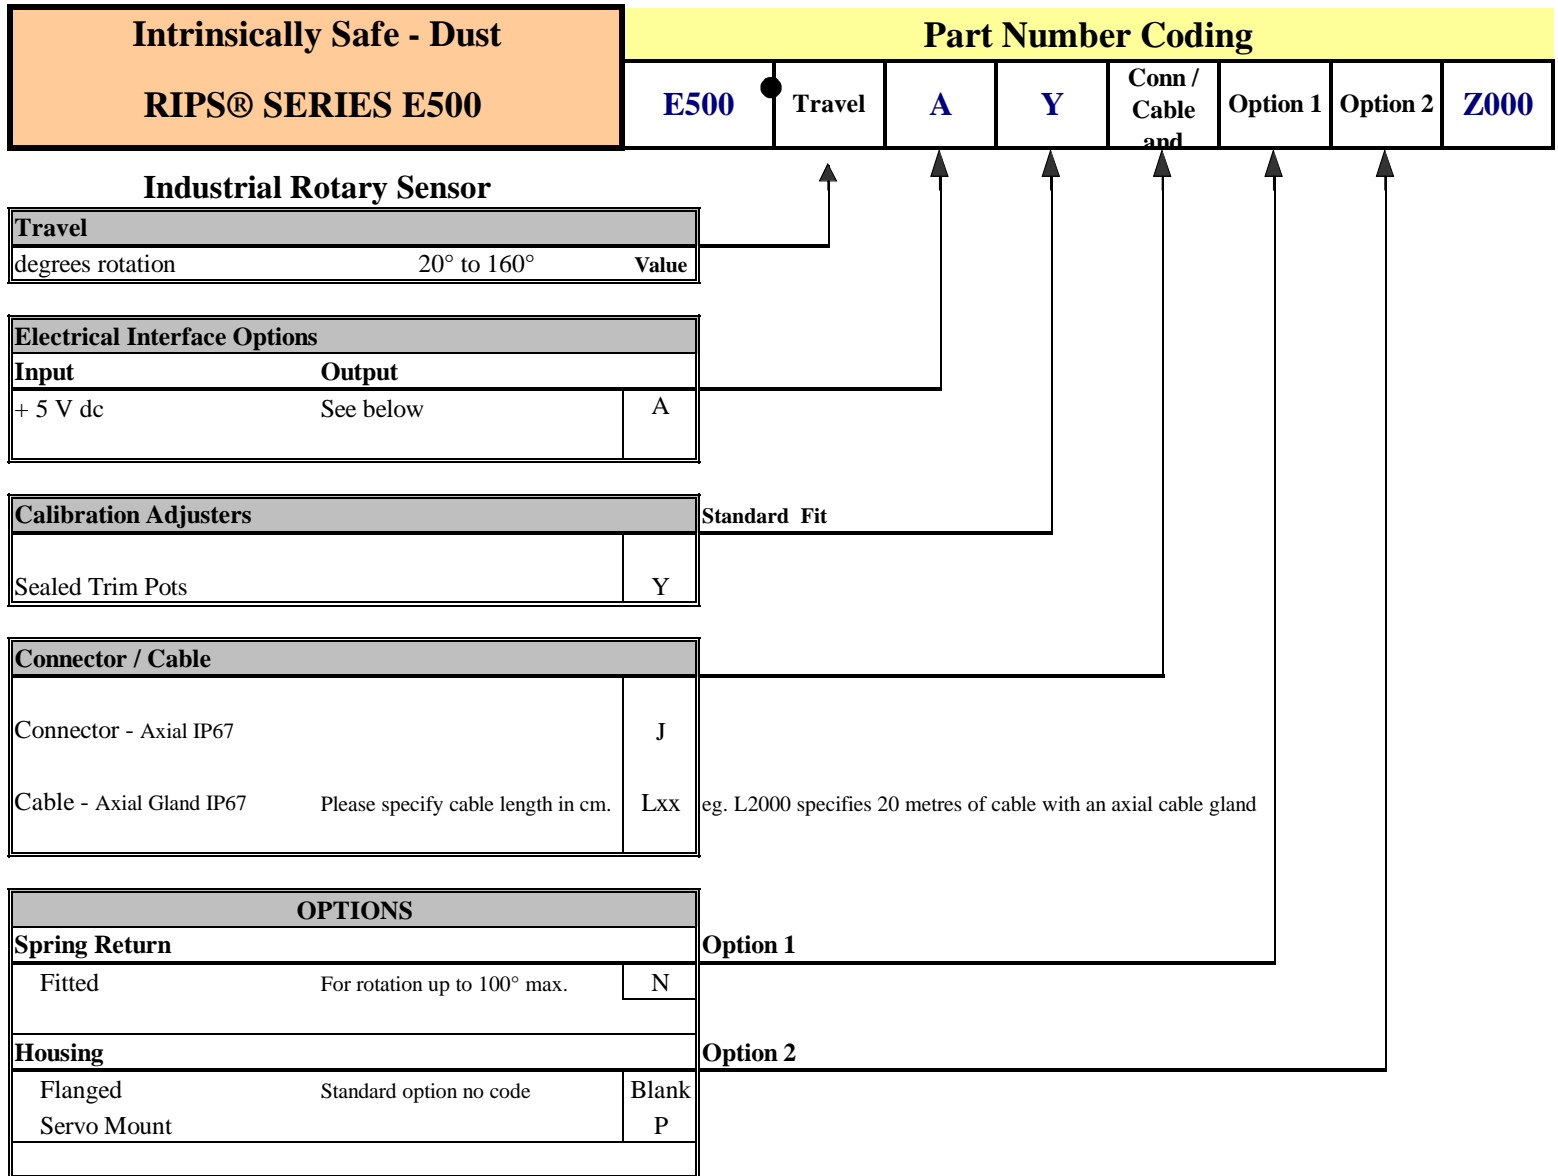 Intrinsically Safe - Dust
RIPS® SERIES E500
Part Number Coding
E500 Travel A Y Conn / Cable and Option 1 Option 2 Z000
Industrial Rotary Sensor
Travel
degrees rotation 20° to 160° Value
Electrical Interface Options
Input Output
+ 5 V dc See below A
Calibration Adjusters Standard Fit
Sealed Trim Pots Y
Connector / Cable
Connector - Axial IP67 J
Cable - Axial Gland IP67 Please specify cable length in cm. Lxx eg. L2000 specifies 20 metres of cable with an axial cable gland
OPTIONS
Spring Return Option 1
Fitted For rotation up to 100° max. N
Housing Option 2
Flanged Standard option no code Blank
Servo Mount P